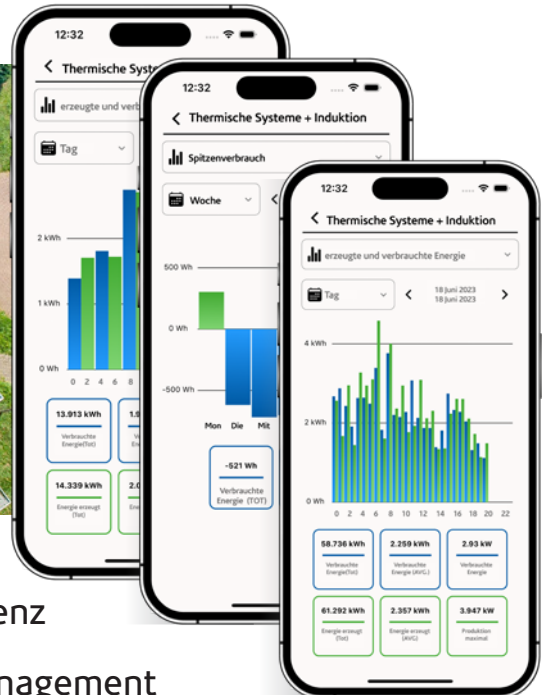 12:32
Thermische Syste
erzeugte und verb
Tag
2 kWh
1 kWh
0 Wh
0 2 4 6 8
13.913 kWh
Verbrauchte
Energie(Tot)
1.9
14.339 kWh
Energie erzeugt
(Tot)
2.0
12:32
Thermische Systeme + Induktion
Spitzenverbrauch
Woche
500 Wh
0 Wh
-500 Wh
Mon Die Mit
-521 Wh
Verbrauchte
Energie (TOT)
12:32
Thermische Systeme + Induktion
erzeugte und verbrauchte Energie
Tag
18 Juni 2023
18 Juni 2023
4 kWh
2 kWh
0 Wh
0 2 4 6 8 10 12 14 16 18 20 22
58.736 kWh
Verbrauchte
Energie(Tot)
2.259 kWh
Verbrauchte
Energie (AVG.)
2.93 kW
Verbrauchte
Energie
61.292 kWh
Energie erzeugt
(Tot)
2.357 kWh
Energie erzeugt
(AVG)
3.947 kW
Produktion
maximal
enz
nagement